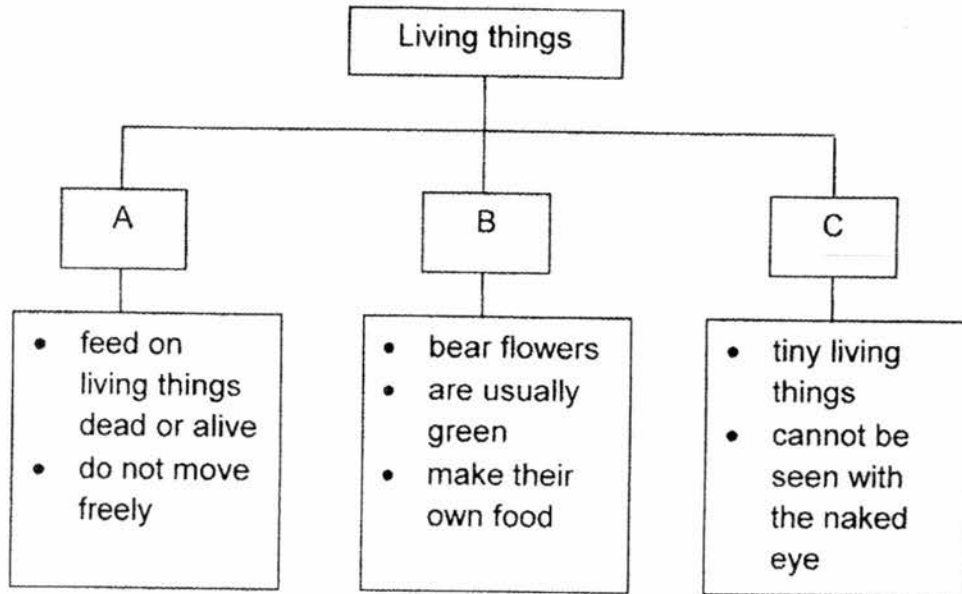 Living things
A
B
C
• feed on
living things
dead or alive
• do not move
freely
• bear flowers
• are usually
green
• make their
own food
• tiny living
things
• cannot be
seen with
the naked
eye